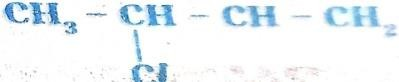 CH₃ - CH - CH - CH₂
|
Cl